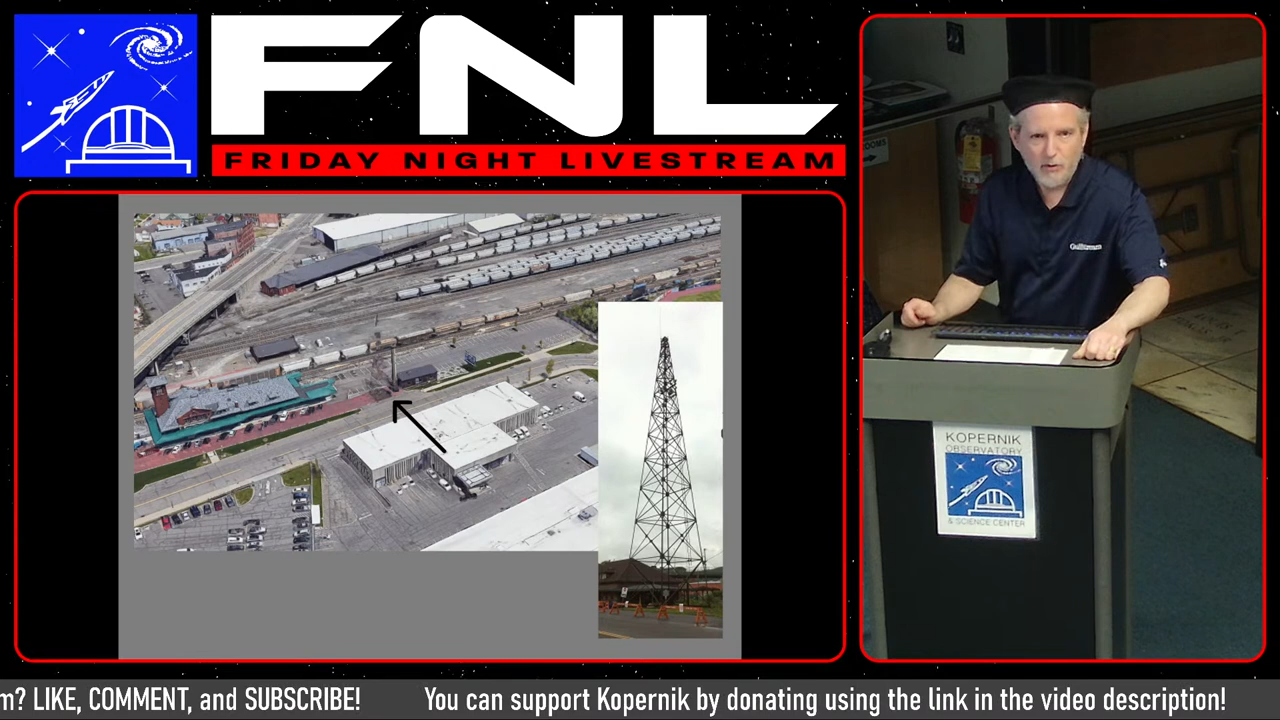 FNL
FRIDAY NIGHT LIVESTREAM
KOPERNIK
OBSERVATORY
& SCIENCE CENTER
m? LIKE, COMMENT, and SUBSCRIBE!
You can support Kopernik by donating using the link in the video description!